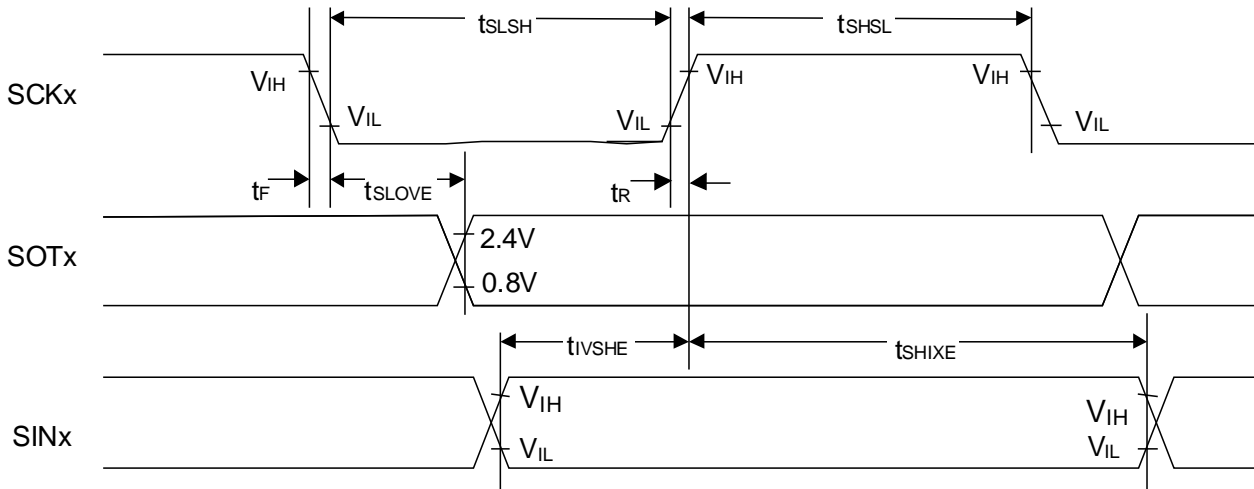 tSLSH
tSHSL
SCKx
VIH
VIL
VIL
VIH
VIH
VIL
tF
tSLOVE
tR
SOTx
2.4V
0.8V
tIVSHE
tSHIXE
SINx
VIH
VIL
VIH
VIL